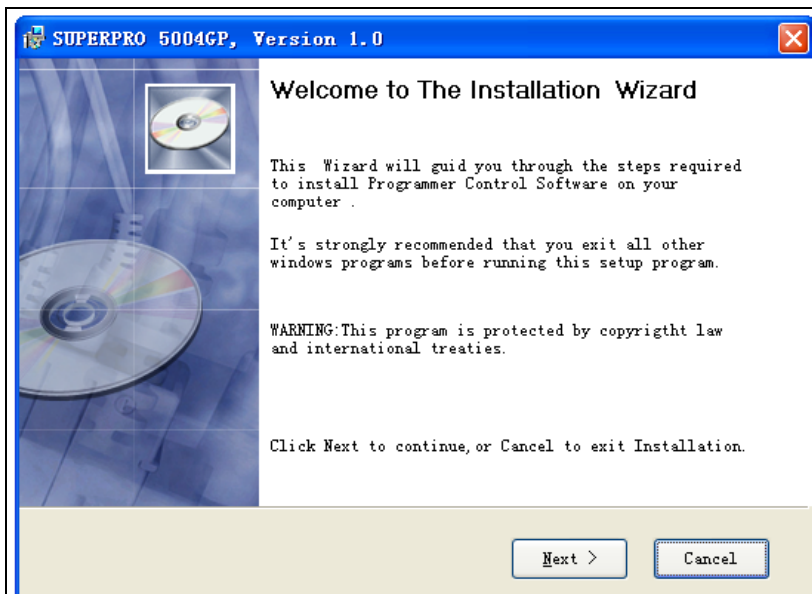 SUPERPRO 5004GP, Version 1.0
Welcome to The Installation Wizard
This Wizard will guid you through the steps required
to install Programmer Control Software on your
computer .
It's strongly recommended that you exit all other
windows programs before running this setup program.
WARNING:This program is protected by copyrigtht law
and international treaties.
Click Next to continue, or Cancel to exit Installation.
Next >
Cancel